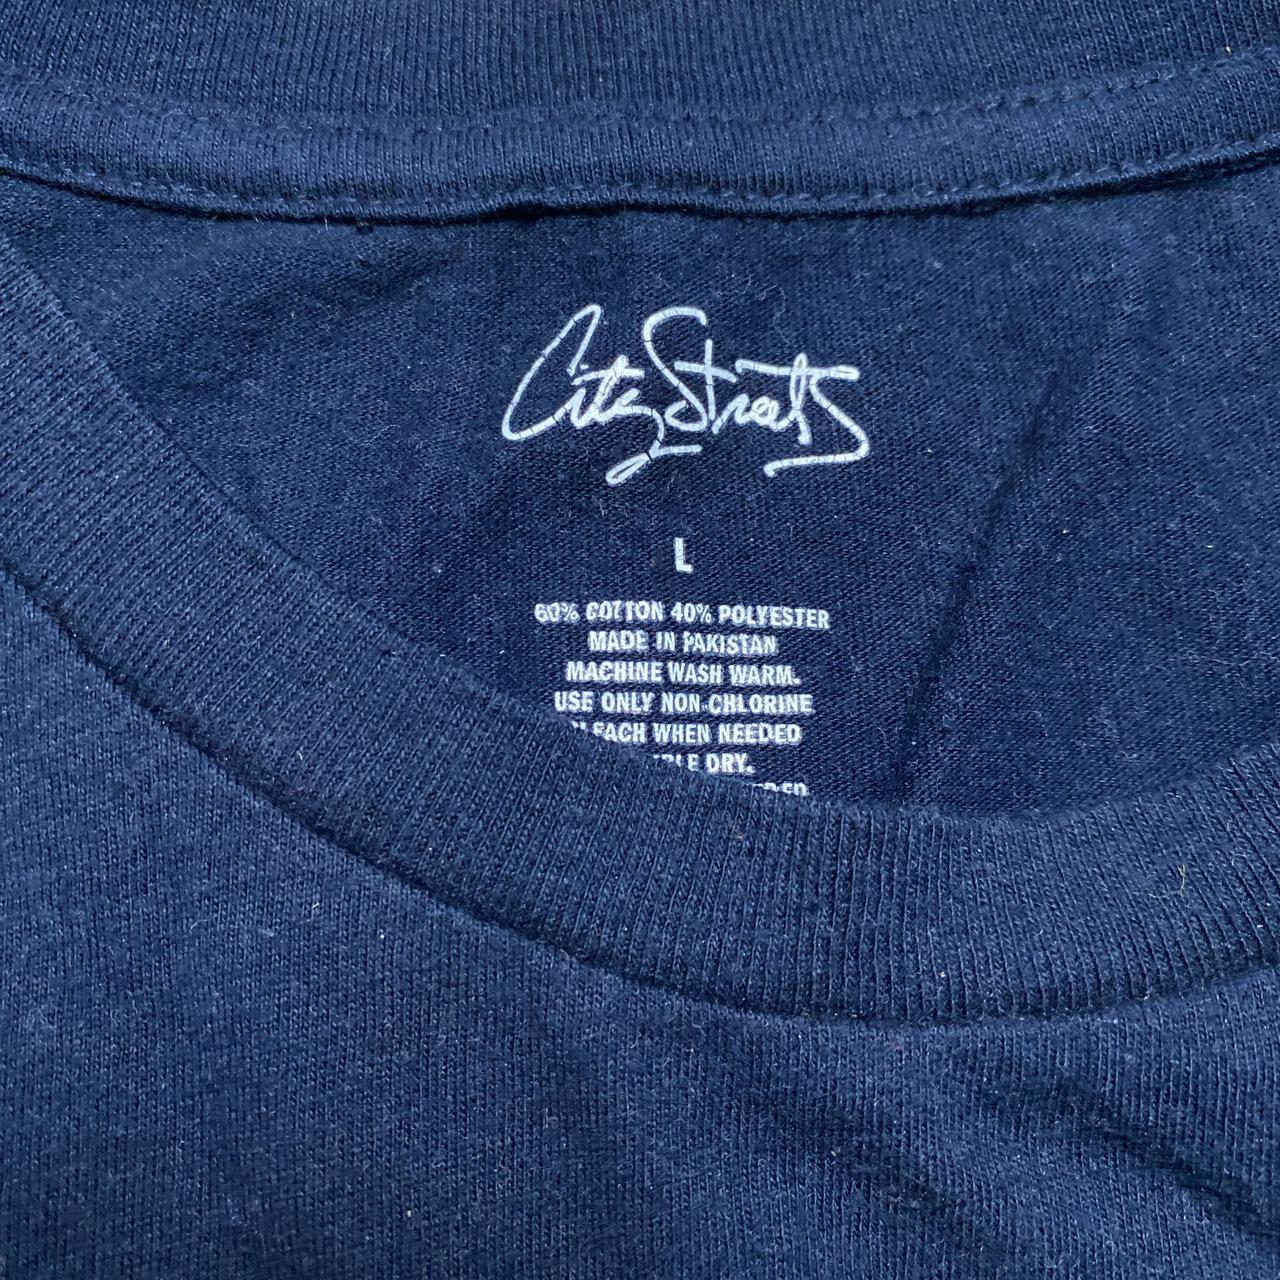 City Streets
L
60% COTTON 40% POLYESTER
MADE IN PAKISTAN
MACHINE WASH WARM.
USE ONLY NON-CHLORINE
BLEACH WHEN NEEDED
DRY.